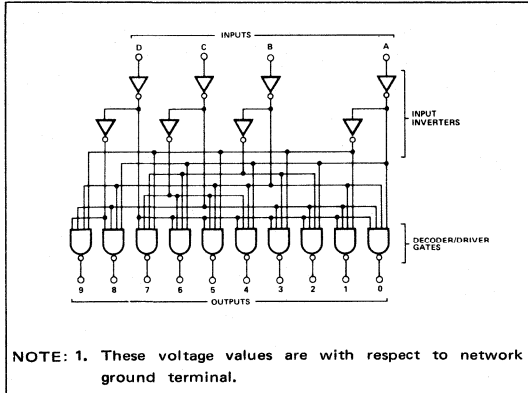 INPUTS
D C B A
INPUT
INVERTERS
DECODER/DRIVER
GATES
9 8 7 6 5 4 3 2 1 0
OUTPUTS
NOTE: 1. These voltage values are with respect to network
ground terminal.